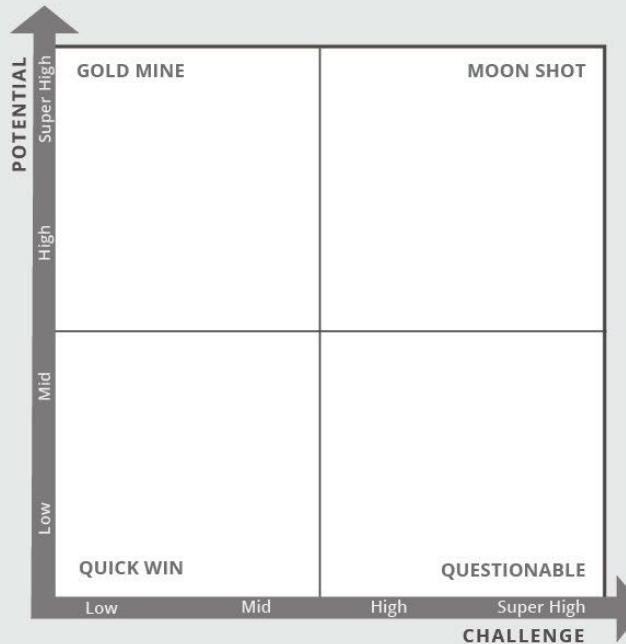 POTENTIAL
Super High
High
Mid
Low
GOLD MINE
MOON SHOT
QUICK WIN
QUESTIONABLE
Low
Mid
High
Super High
CHALLENGE